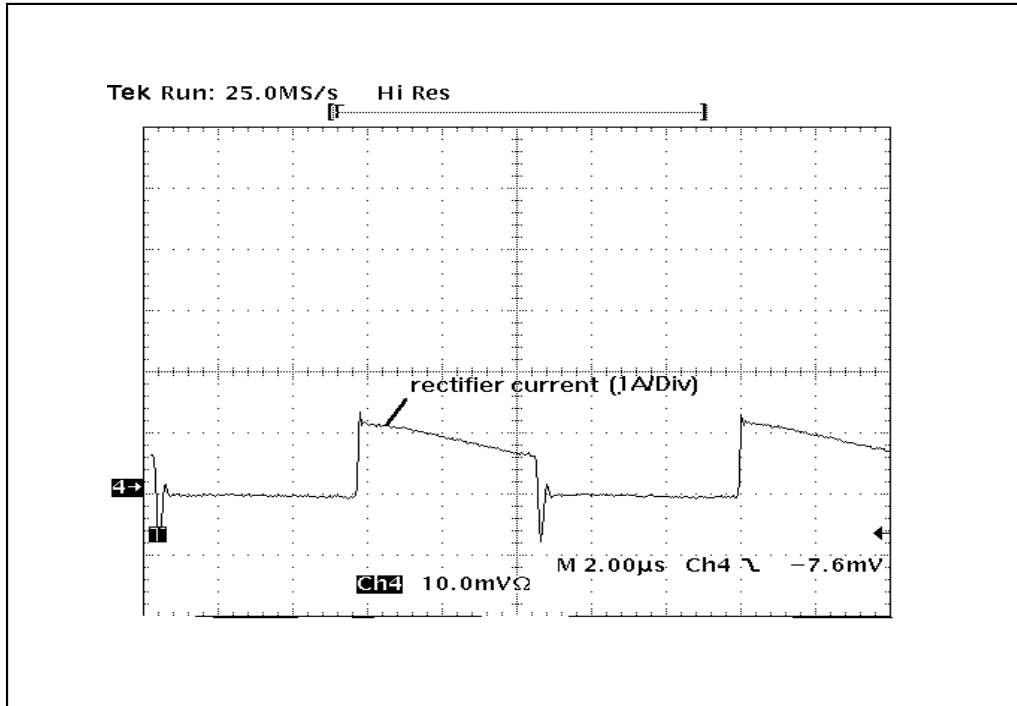 Tek Run: 25.0MS/s Hi Res
rectifier current (1A/Div)
4→
T
M 2.00µs Ch4 -7.6mV
Ch4 10.0mVΩ